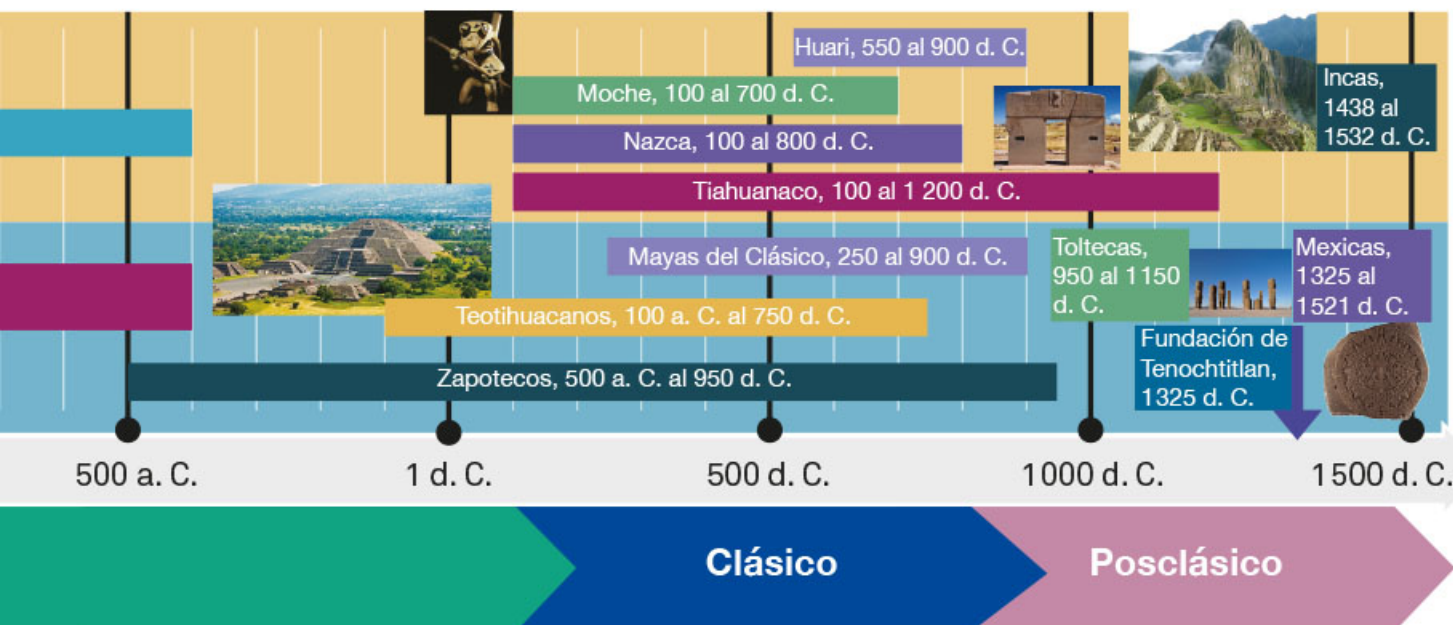 Huari, 550 al 900 d. C.
Moche, 100 al 700 d. C.
Nazca, 100 al 800 d. C.
Tiahuanaco, 100 al 1 200 d. C.
Incas,
1438 al
1532 d. C.
Mayas del Clásico, 250 al 900 d. C.
Teotihuacanos, 100 a. C. al 750 d. C.
Zapotecos, 500 a. C. al 950 d. C.
Toltecas,
950 al 1150
d. C.
Fundación de
Tenochtitlan,
1325 d. C.
Mexicas,
1325 al
1521 d. C.
500 a. C.
1 d. C.
500 d. C.
1000 d. C.
1500 d. C.
Clásico
Posclásico